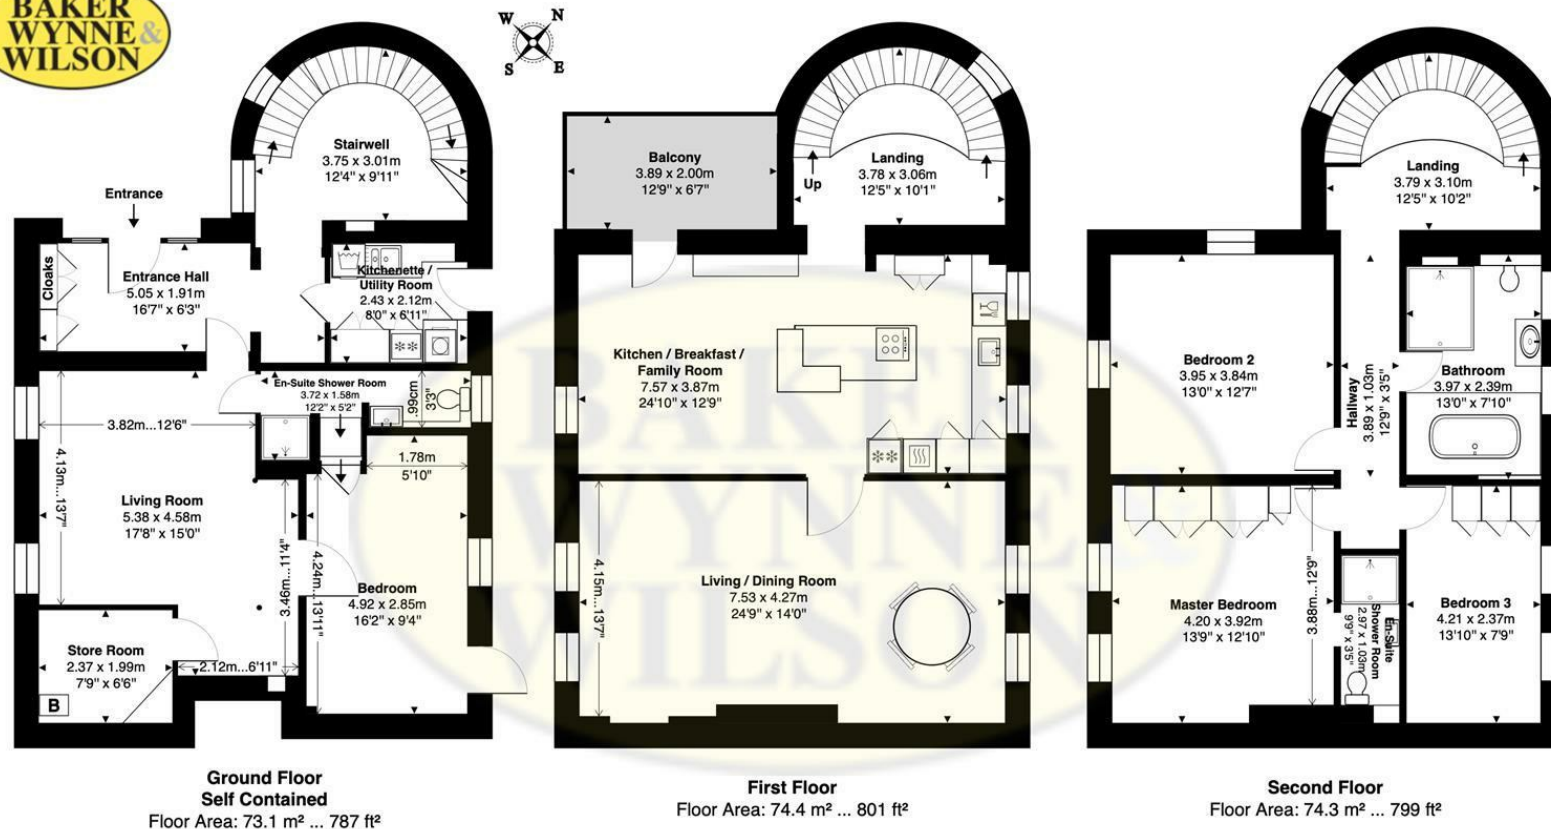 BAKER
WYNNE &
WILSON
W
N
S
E
Entrance
Stairwell
3.75 x 3.01m
12'4" x 9'11"
Cloaks
Entrance Hall
5.05 x 1.91m
16'7" x 6'3"
Kitchenette /
Utility Room
2.43 x 2.12m
8'0" x 6'11"
En-Suite Shower Room
3.72 x 1.58m
12'2" x 5'2"
.99cm
3'3"
3.82m...12'6"
4.13m...13'7"
1.78m
5'10"
Living Room
5.38 x 4.58m
17'8" x 15'0"
3.46m...11'4"
4.24m...13'11"
Bedroom
4.92 x 2.85m
16'2" x 9'4"
Store Room
2.37 x 1.99m
7'9" x 6'6"
2.12m...6'11"
B
Ground Floor
Self Contained
Floor Area: 73.1 m² ... 787 ft²
Balcony
3.89 x 2.00m
12'9" x 6'7"
Up
Landing
3.78 x 3.06m
12'5" x 10'1"
Kitchen / Breakfast /
Family Room
7.57 x 3.87m
24'10" x 12'9"
4.15m...13'7"
Living / Dining Room
7.53 x 4.27m
24'9" x 14'0"
BAKER
WYNNE &
WILSON
First Floor
Floor Area: 74.4 m² ... 801 ft²
Landing
3.79 x 3.10m
12'5" x 10'2"
Bedroom 2
3.95 x 3.84m
13'0" x 12'7"
Hallway
3.89 x 1.03m
12'9" x 3'5"
Bathroom
3.97 x 2.39m
13'0" x 7'10"
Master Bedroom
4.20 x 3.92m
13'9" x 12'10"
3.88m...12'9"
En-Suite
Shower Room
2.97 x 1.03m
9'9" x 3'5"
Bedroom 3
4.21 x 2.37m
13'10" x 7'9"
Second Floor
Floor Area: 74.3 m² ... 799 ft²